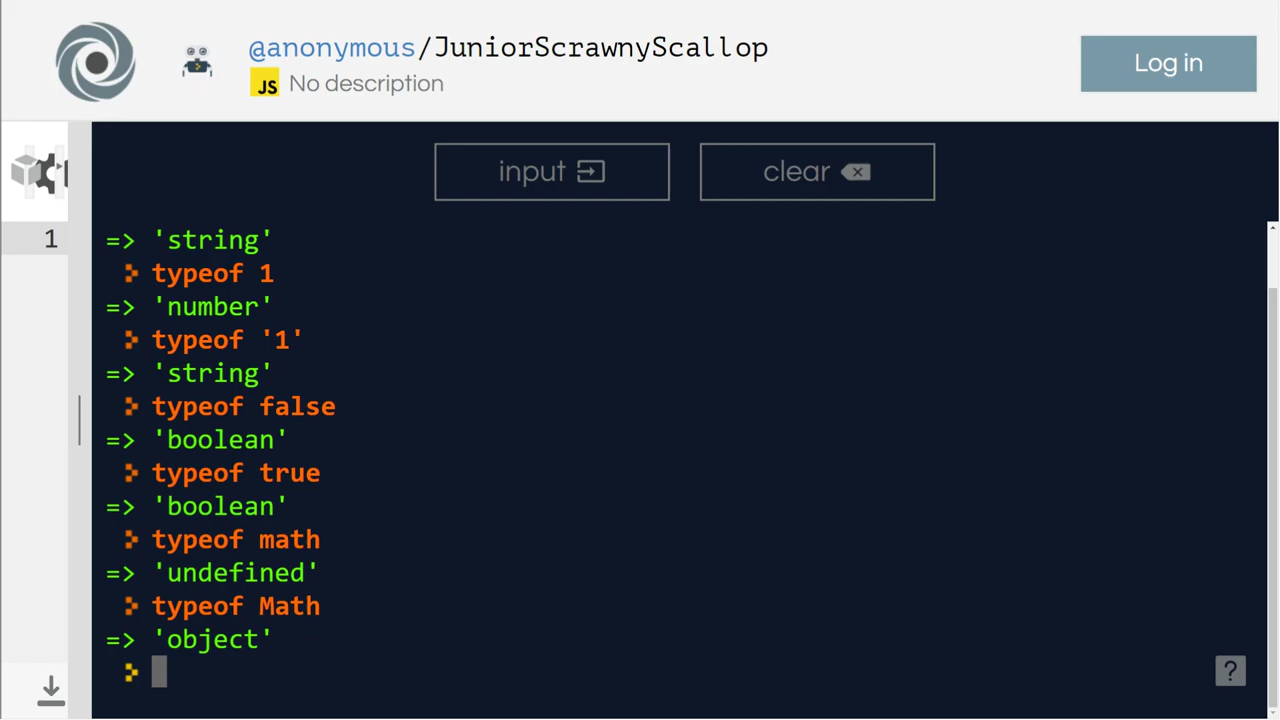 @anonymous/JuniorScrawnyScallop
JS No description
Log in
input
clear
1
=> 'string'
typeof 1
=> 'number'
typeof '1'
=> 'string'
typeof false
=> 'boolean'
typeof true
=> 'boolean'
typeof math
=> 'undefined'
typeof Math
=> 'object'
?